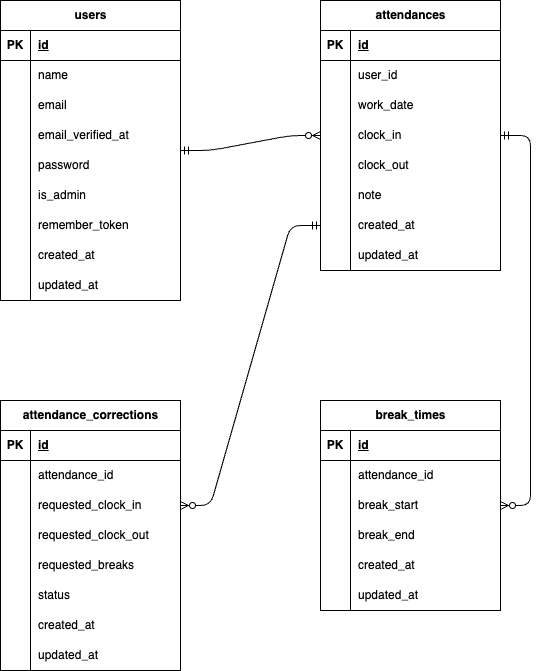 users
PK id
name
email
email_verified_at
password
is_admin
remember_token
created_at
updated_at
attendances
PK id
user_id
work_date
clock_in
clock_out
note
created_at
updated_at
attendance_corrections
PK id
attendance_id
requested_clock_in
requested_clock_out
requested_breaks
status
created_at
updated_at
break_times
PK id
attendance_id
break_start
break_end
created_at
updated_at